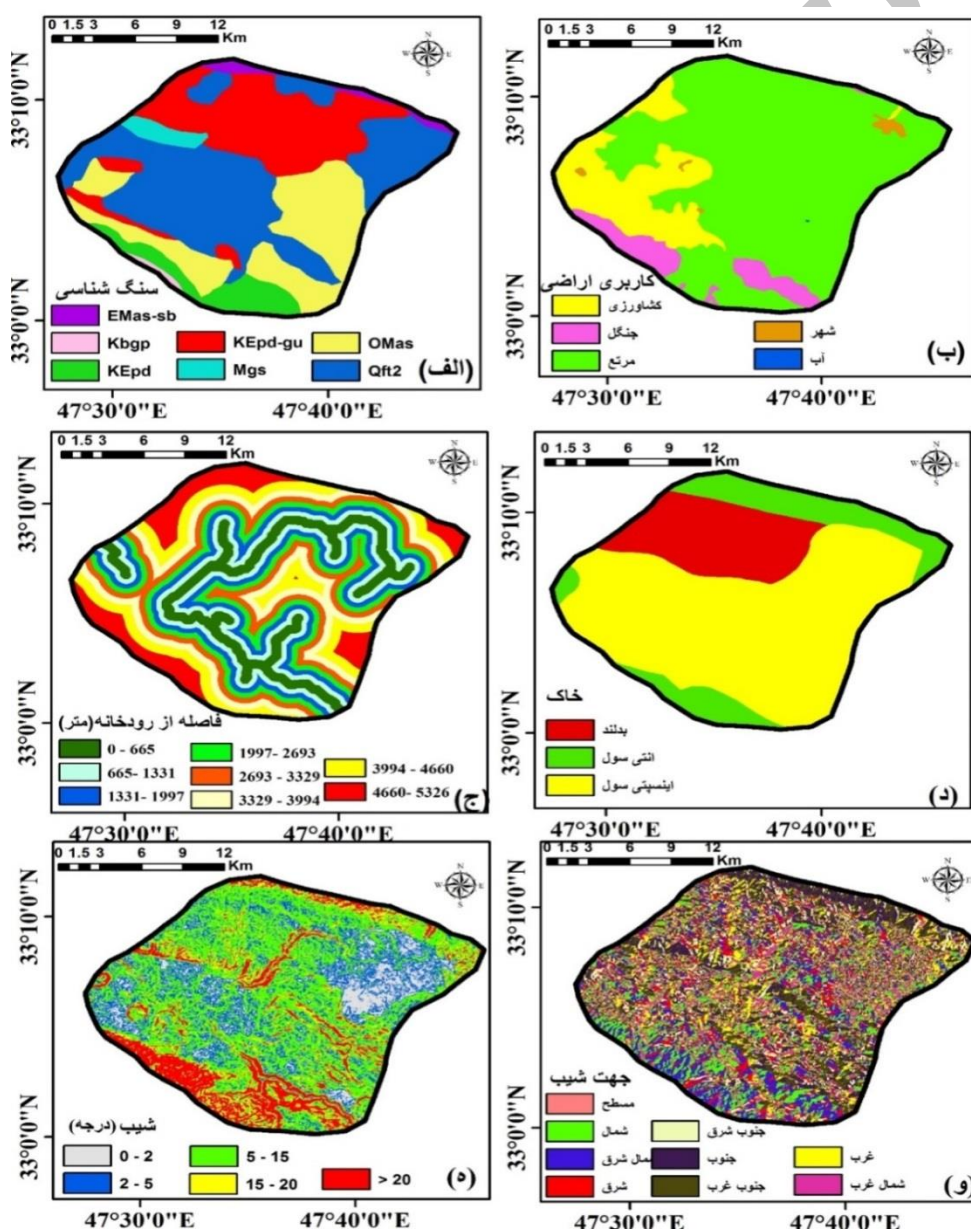 0 1.5 3 6 9 12
Km
N
W E
S
33°10'0"N
33°0'0"N
سنگ شناسی
EMas-sb
Kbgp
KEpd-gu
OMas
KEpd
Mgs
Qft2
(الف)
47°30'0"E
47°40'0"E
0 1.5 3 6 9 12
Km
N
W E
S
33°10'0"N
33°0'0"N
کاربری اراضی
کشاورزی
جنگل
شهر
مرتع
آب
(ب)
47°30'0"E
47°40'0"E
0 1.5 3 6 9 12
Km
N
W E
S
33°10'0"N
33°0'0"N
فاصله از رودخانه(متر)
0 - 665
1997- 2693
665- 1331
2693 - 3329
3994 - 4660
1331- 1997
3329 - 3994
4660- 5326
(ج)
47°30'0"E
47°40'0"E
0 1.5 3 6 9 12
Km
N
W E
S
33°10'0"N
33°0'0"N
خاک
بدلند
انتی سول
اینسپتی سول
(د)
47°30'0"E
47°40'0"E
0 1.5 3 6 9 12
Km
N
W E
S
33°10'0"N
33°0'0"N
شیب (درجه)
0 - 2
5 - 15
2 - 5
15 - 20
> 20
(ه)
47°30'0"E
47°40'0"E
0 1.5 3 6 9 12
Km
N
W E
S
33°10'0"N
33°0'0"N
جهت شیب
مسطح
شمال
جنوب شرق
شرق
جنوب
غرب
شرق
جنوب غرب
شمال غرب
(و)
47°30'0"E
47°40'0"E